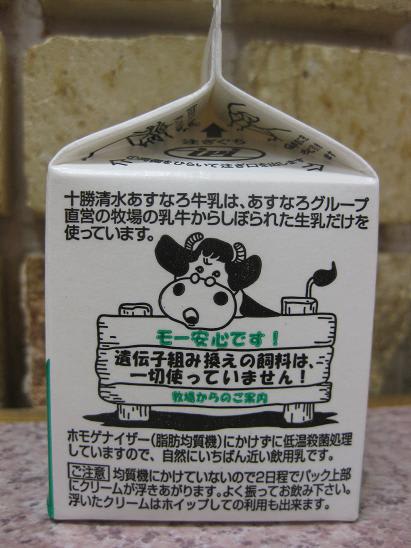 注ぎぐち
十勝清水あすなろ牛乳は、あすなろグループ
直営の牧場の乳牛からしぼられた生乳だけを
使っています。
モー安心です！
遺伝子組み換えの飼料は、
一切使っていません！
牧場からのご案内
ホモゲナイザー(脂肪均質機)にかけずに低温殺菌処理
していますので、自然にいちばん近い飲用乳です。
ご注意 均質機にかけていないので2日程でパック上部
にクリームが浮きあがります。よく振ってお飲み下さい。
浮いたクリームはホイップしての利用も出来ます。